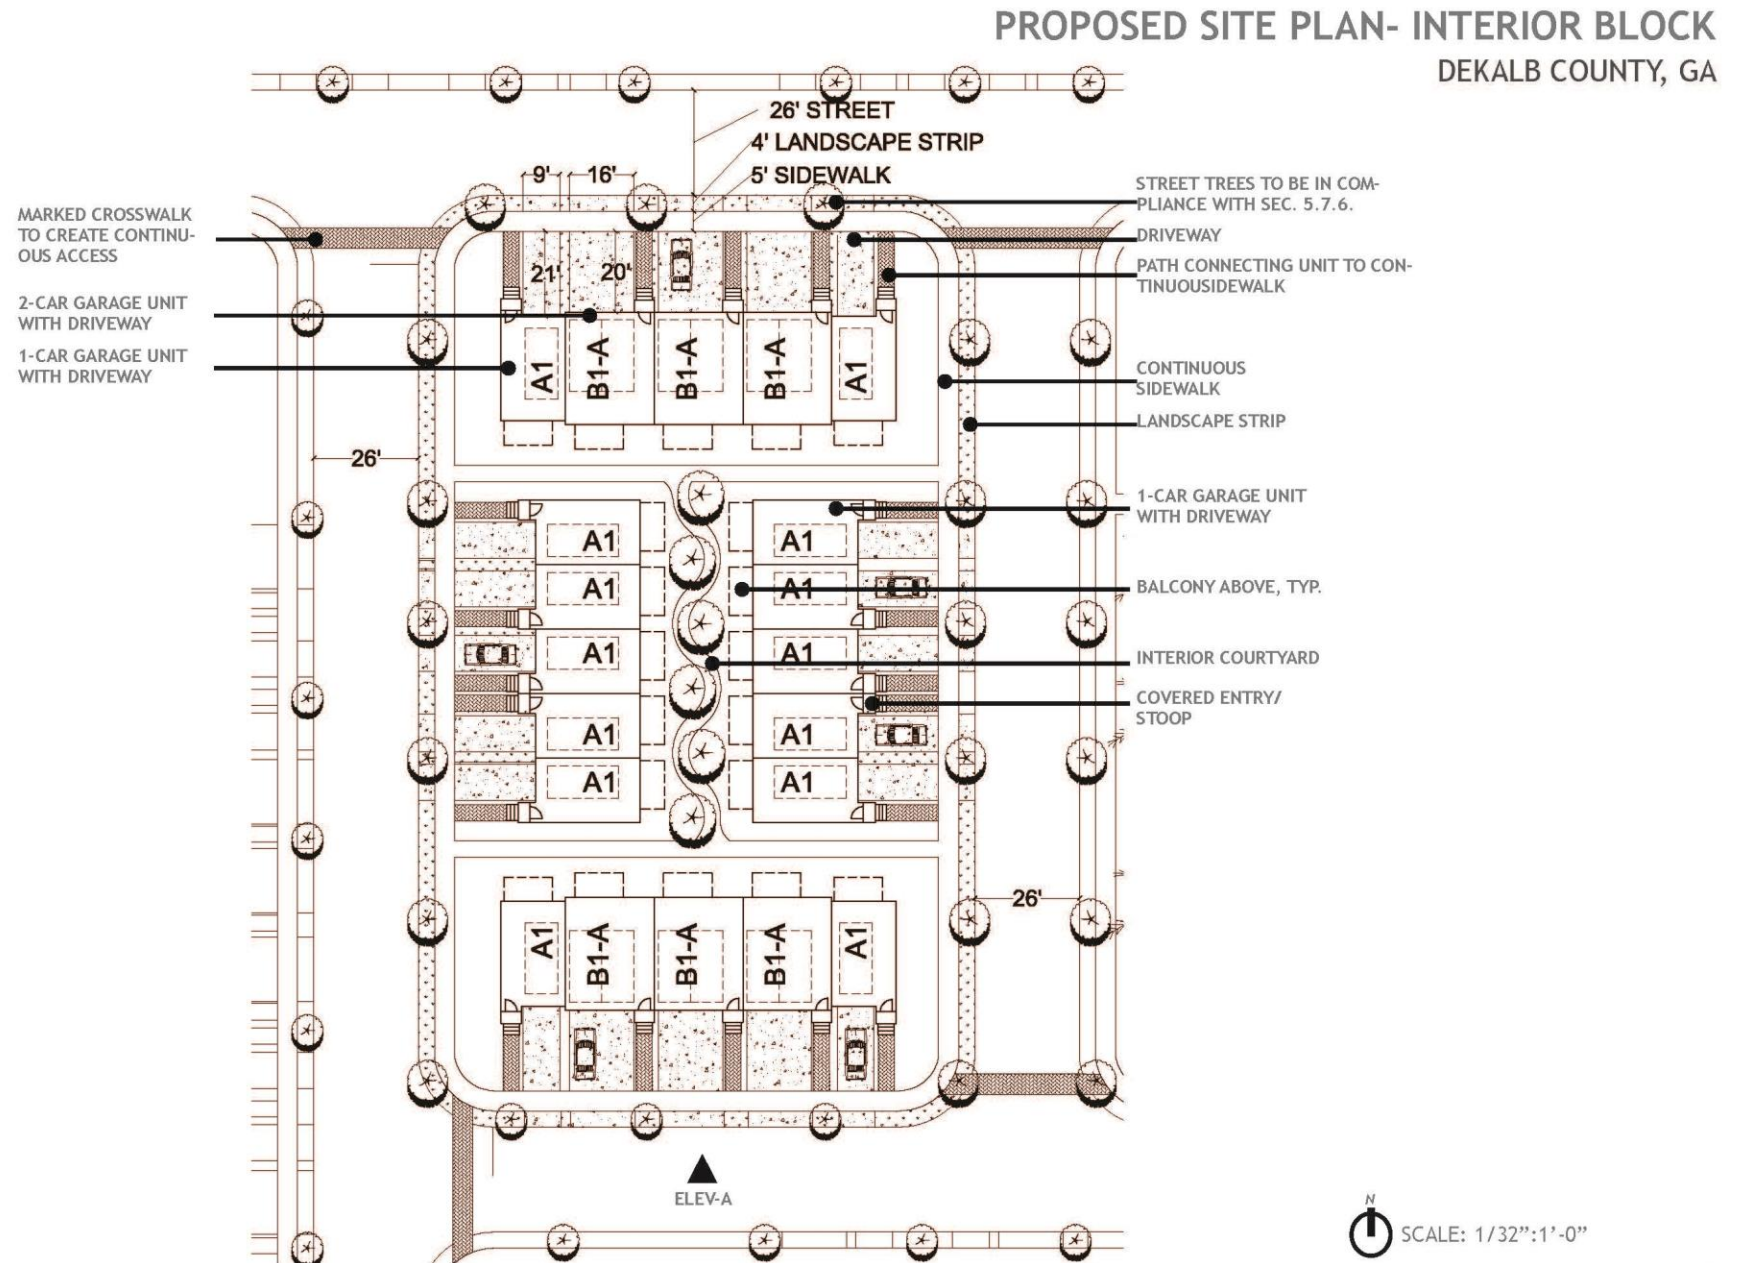 PROPOSED SITE PLAN- INTERIOR BLOCK
DEKALB COUNTY, GA
26' STREET
4' LANDSCAPE STRIP
5' SIDEWALK
9'
16'
21'
20'
MARKED CROSSWALK
TO CREATE CONTINU-
OUS ACCESS
2-CAR GARAGE UNIT
WITH DRIVEWAY
1-CAR GARAGE UNIT
WITH DRIVEWAY
STREET TREES TO BE IN COM-
PLIANCE WITH SEC. 5.7.6.
DRIVEWAY
PATH CONNECTING UNIT TO CON-
TINUOUSIDEWALK
CONTINUOUS
SIDEWALK
LANDSCAPE STRIP
1-CAR GARAGE UNIT
WITH DRIVEWAY
BALCONY ABOVE, TYP.
INTERIOR COURTYARD
COVERED ENTRY/
STOOP
A1
B1-A
B1-A
B1-A
A1
26'
A1
A1
A1
A1
A1
A1
A1
A1
A1
A1
26'
A1
B1-A
B1-A
B1-A
A1
ELEV-A
N
SCALE: 1/32”:1’-0”